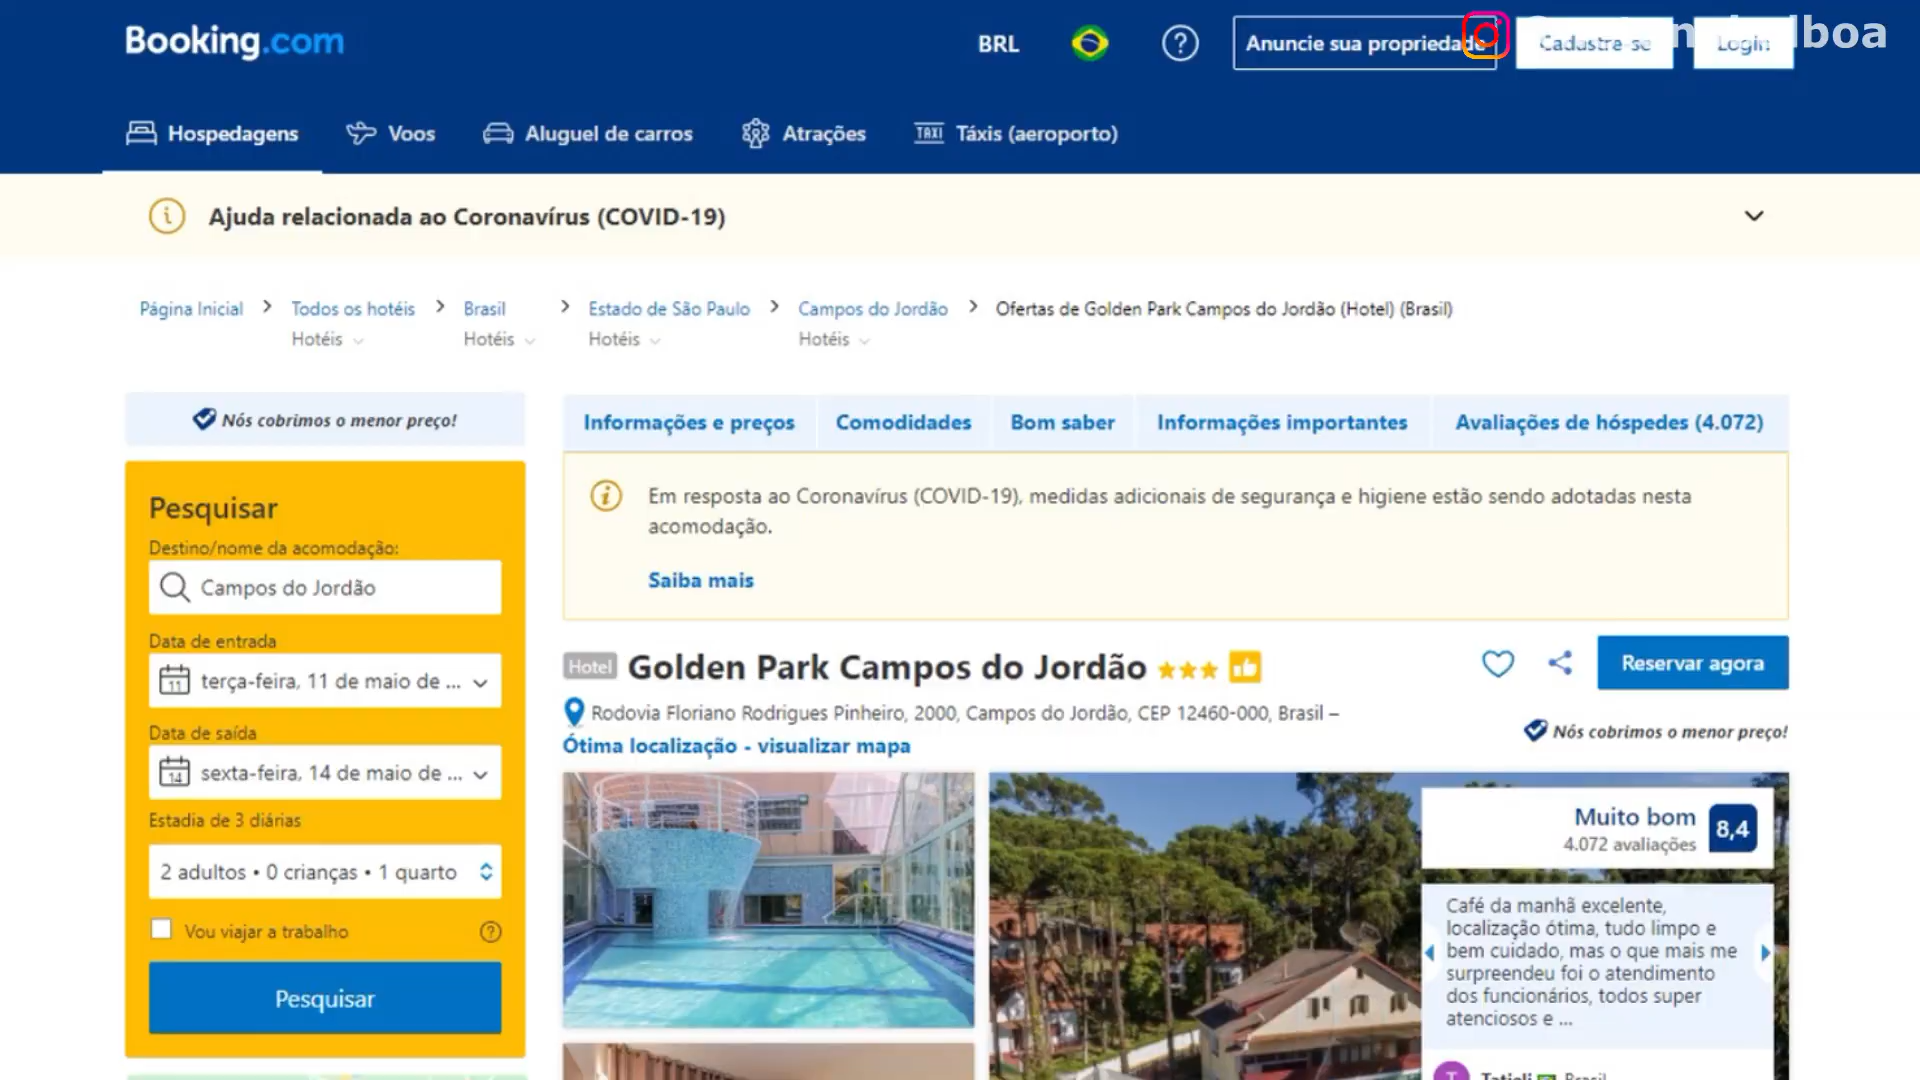 Booking.com
BRL
Anuncie sua propriedade
Cadastre-se
Login
lboa
Hospedagens
Voos
Aluguel de carros
Atrações
TAXI
Táxis (aeroporto)
Ajuda relacionada ao Coronavírus (COVID-19)
Página Inicial
Todos os hotéis
Brasil
Estado de São Paulo
Campos do Jordão
Ofertas de Golden Park Campos do Jordão (Hotel) (Brasil)
Hotéis
Hotéis
Hotéis
Hotéis
Nós cobrimos o menor preço!
Informações e preços
Comodidades
Bom saber
Informações importantes
Avaliações de hóspedes (4.072)
Pesquisar
Destino/nome da acomodação:
Campos do Jordão
Data de entrada
11
terça-feira, 11 de maio de ...
Data de saída
14
sexta-feira, 14 de maio de ...
Estadia de 3 diárias
2 adultos • 0 crianças • 1 quarto
Vou viajar a trabalho
Pesquisar
Em resposta ao Coronavírus (COVID-19), medidas adicionais de segurança e higiene estão sendo adotadas nesta
acomodação.
Saiba mais
Hotel
Golden Park Campos do Jordão
Reservar agora
Rodovia Floriano Rodrigues Pinheiro, 2000, Campos do Jordão, CEP 12460-000, Brasil –
Ótima localização - visualizar mapa
Nós cobrimos o menor preço!
Muito bom
4.072 avaliações
8,4
Café da manhã excelente,
localização ótima, tudo limpo e
bem cuidado, mas o que mais me
surpreendeu foi o atendimento
dos funcionários, todos super
atenciosos e ...
T
Brasil